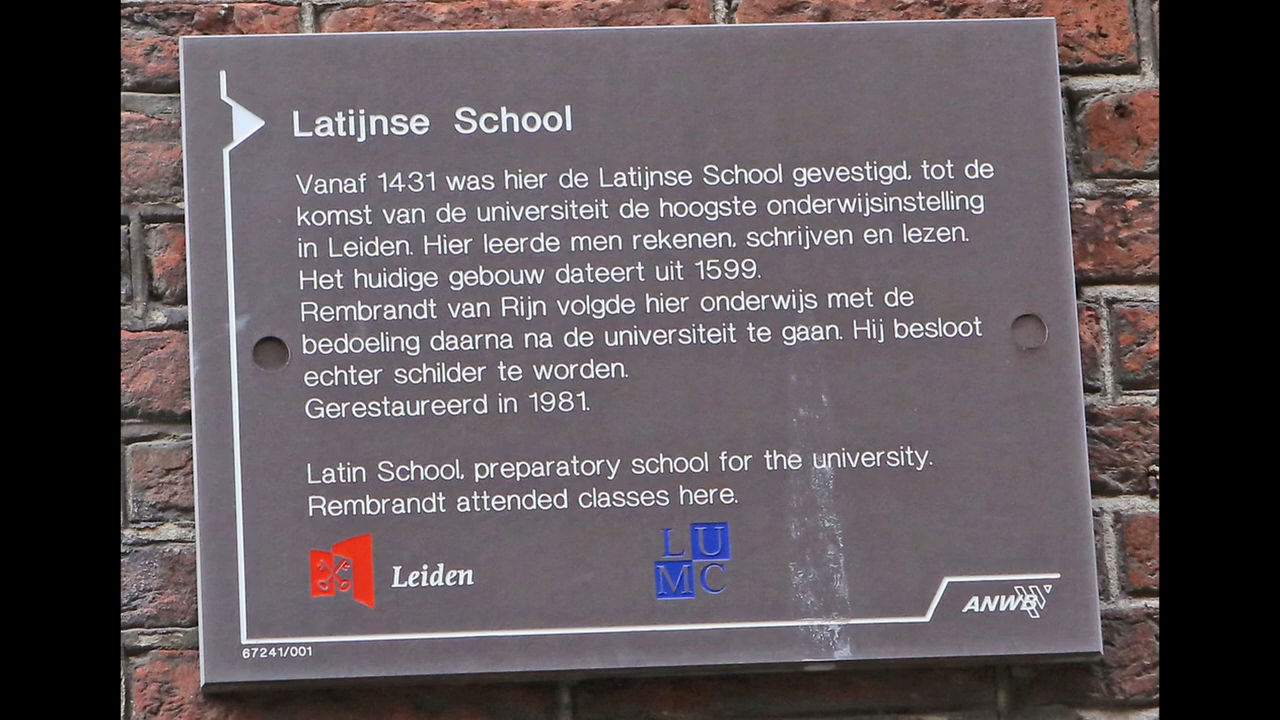 Latijnse School
Vanaf 1431 was hier de Latijnse School gevestigd, tot de
komst van de universiteit de hoogste onderwijsinstelling
in Leiden. Hier leerde men rekenen, schrijven en lezen.
Het huidige gebouw dateert uit 1599.
Rembrandt van Rijn volgde hier onderwijs met de
bedoeling daarna na de universiteit te gaan. Hij besloot
echter schilder te worden.
Gerestaureerd in 1981.
Latin School, preparatory school for the university.
Rembrandt attended classes here.
Leiden
LU
MC
ANWB
67241/001